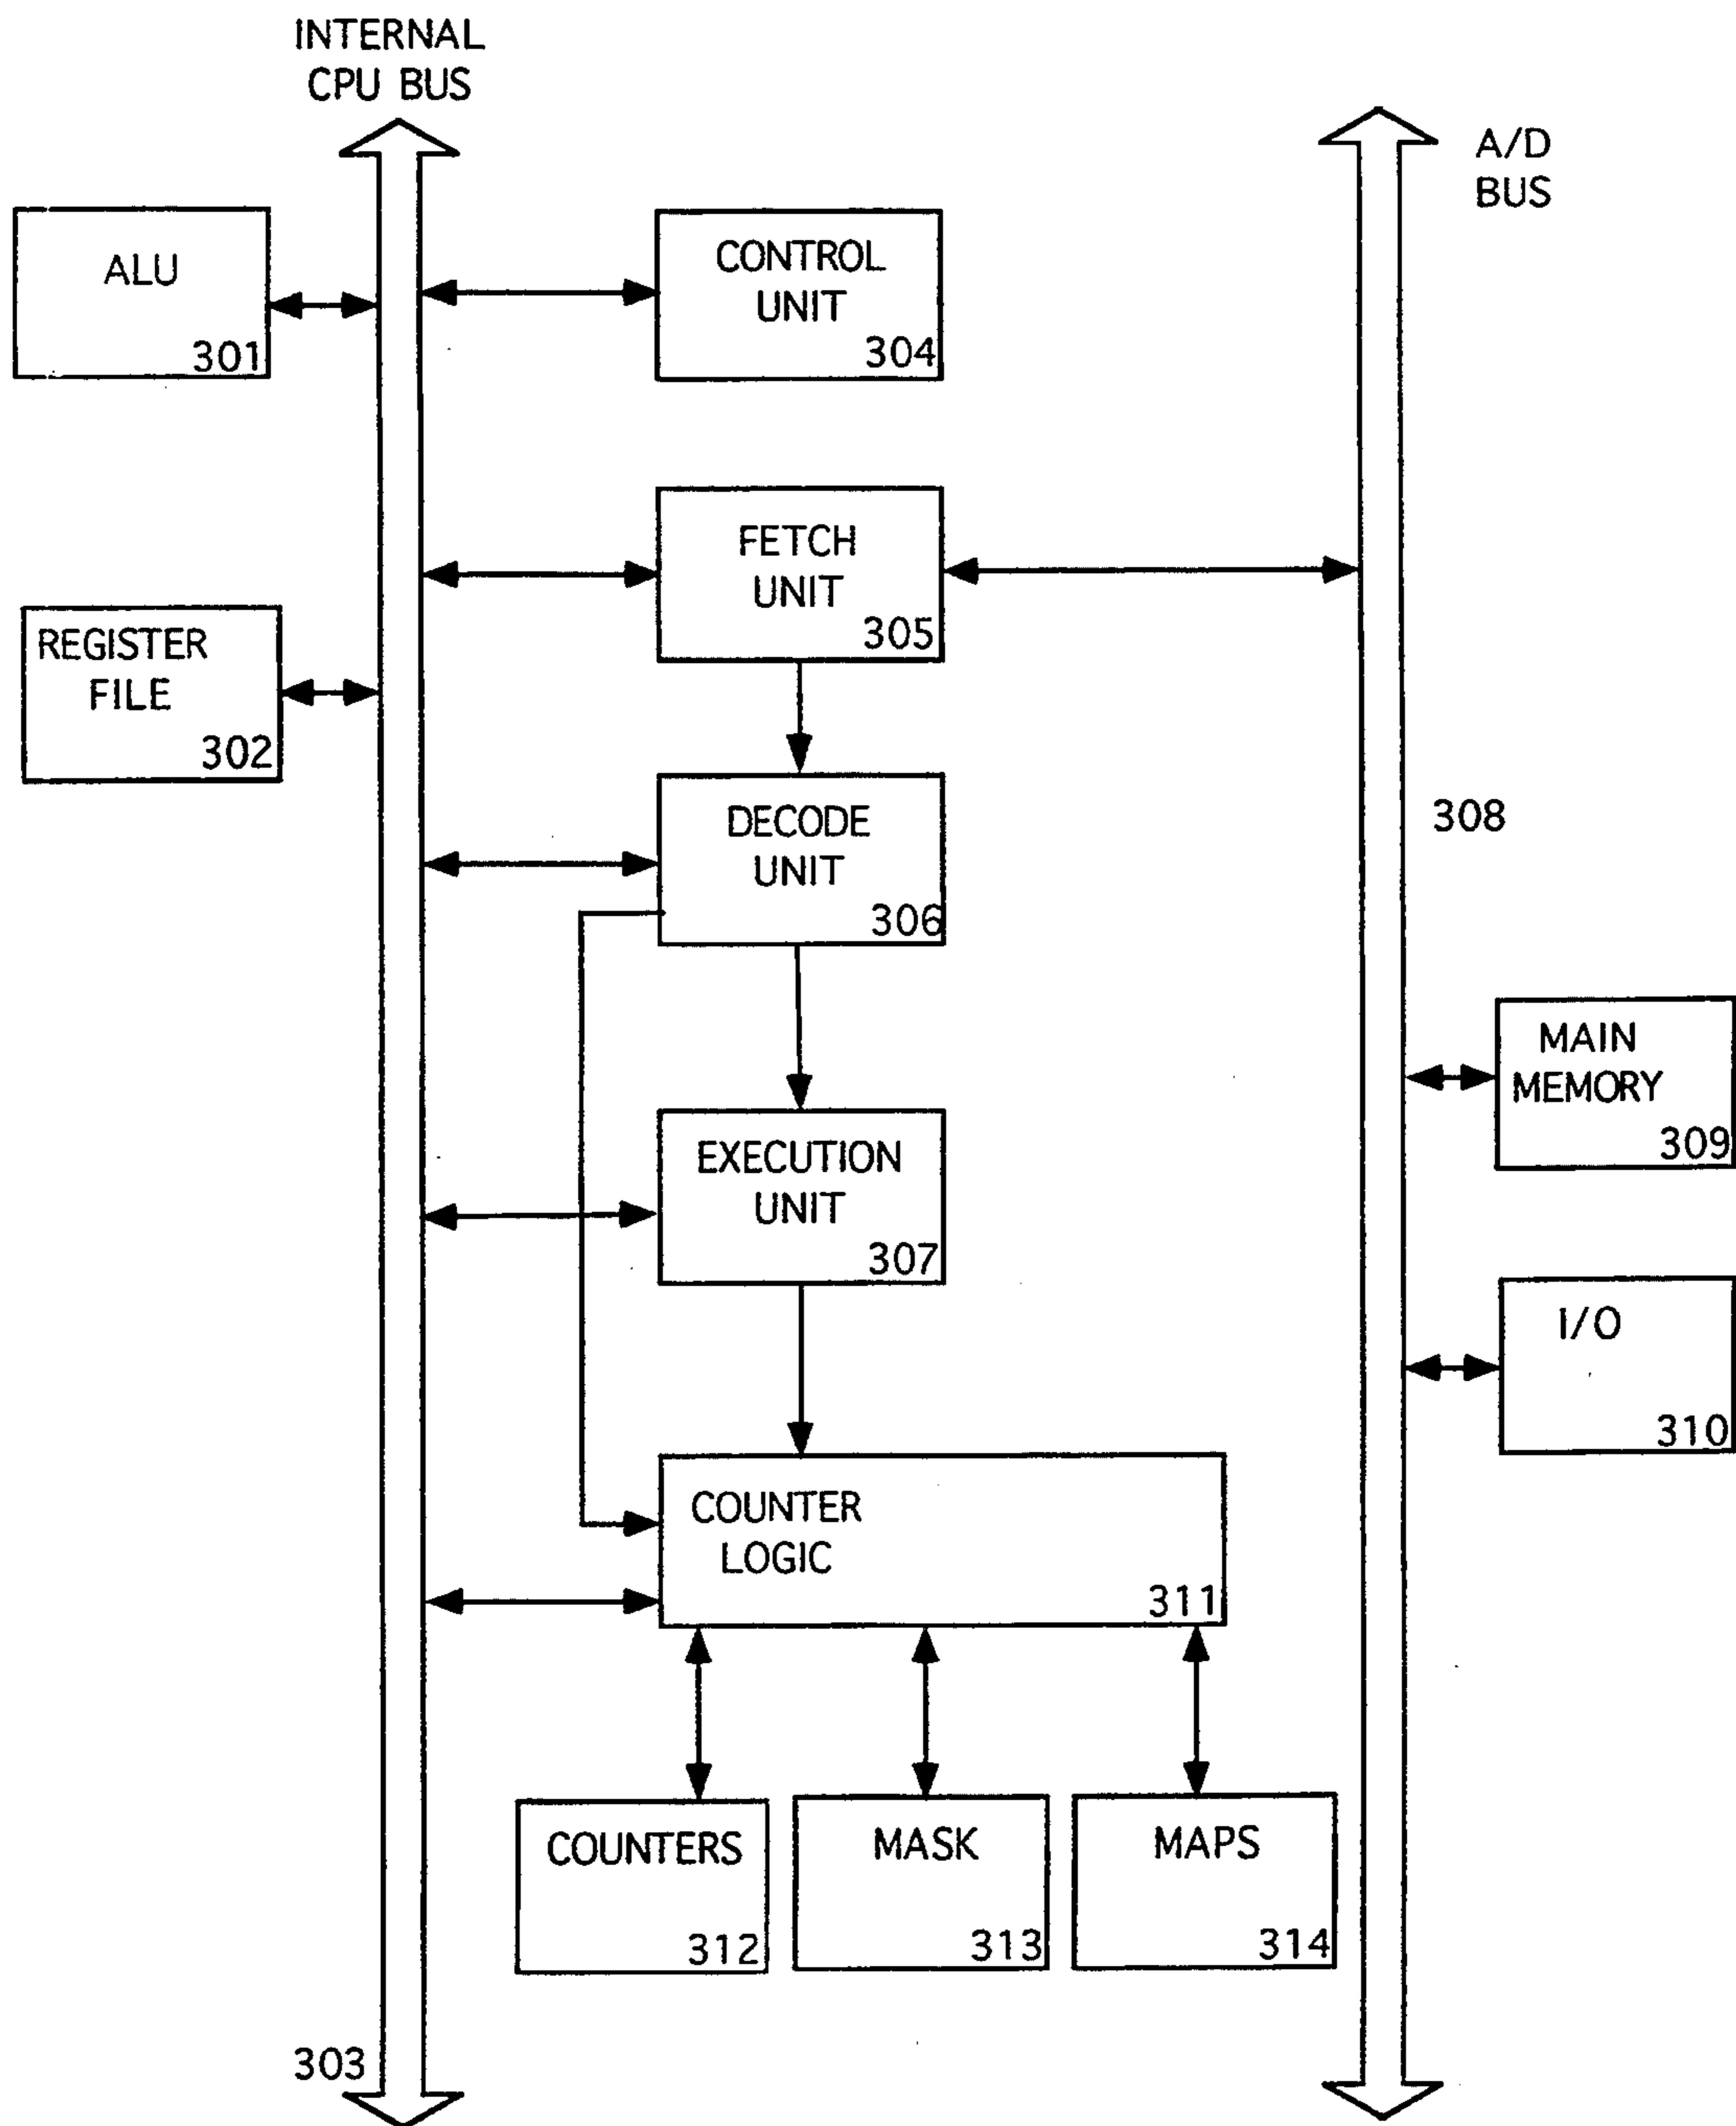 INTERNAL
CPU BUS
A/D
BUS
ALU
301
CONTROL
UNIT
304
FETCH
UNIT
305
REGISTER
FILE
302
DECODE
UNIT
306
308
MAIN
MEMORY
309
EXECUTION
UNIT
307
I/O
310
COUNTER
LOGIC
311
COUNTERS
312
MASK
313
MAPS
314
303